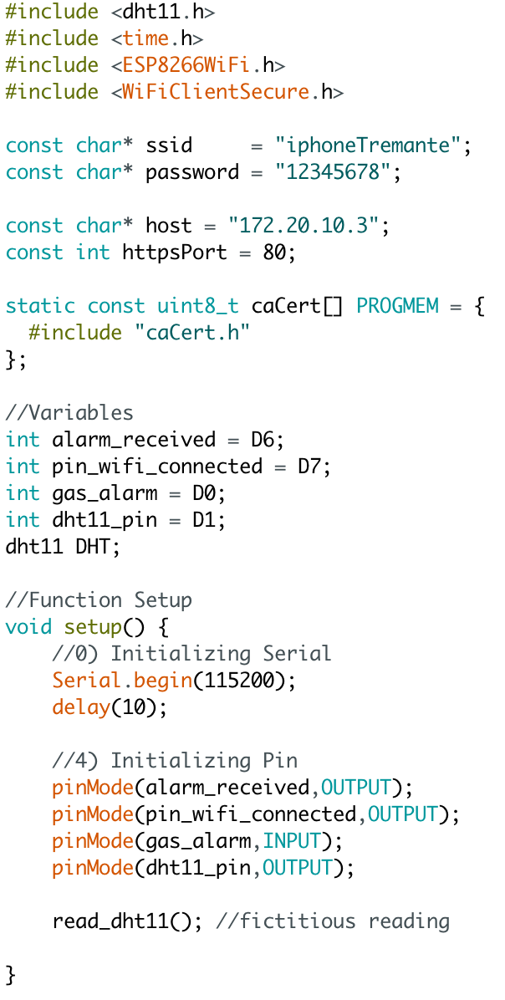 #include <dht11.h>
#include <time.h>
#include <ESP8266WiFi.h>
#include <WiFiClientSecure.h>

const char* ssid     = "iphoneTremante";
const char* password = "12345678";

const char* host = "172.20.10.3";
const int httpsPort = 80;

static const uint8_t caCert[] PROGMEM = {
  #include "caCert.h"
};

//Variables
int alarm_received = D6;
int pin_wifi_connected = D7;
int gas_alarm = D0;
int dht11_pin = D1;
dht11 DHT;

//Function Setup
void setup() {
    //0) Initializing Serial
    Serial.begin(115200);
    delay(10);

    //4) Initializing Pin
    pinMode(alarm_received,OUTPUT);
    pinMode(pin_wifi_connected,OUTPUT);
    pinMode(gas_alarm,INPUT);
    pinMode(dht11_pin,OUTPUT);

    read_dht11(); //fictitious reading

}